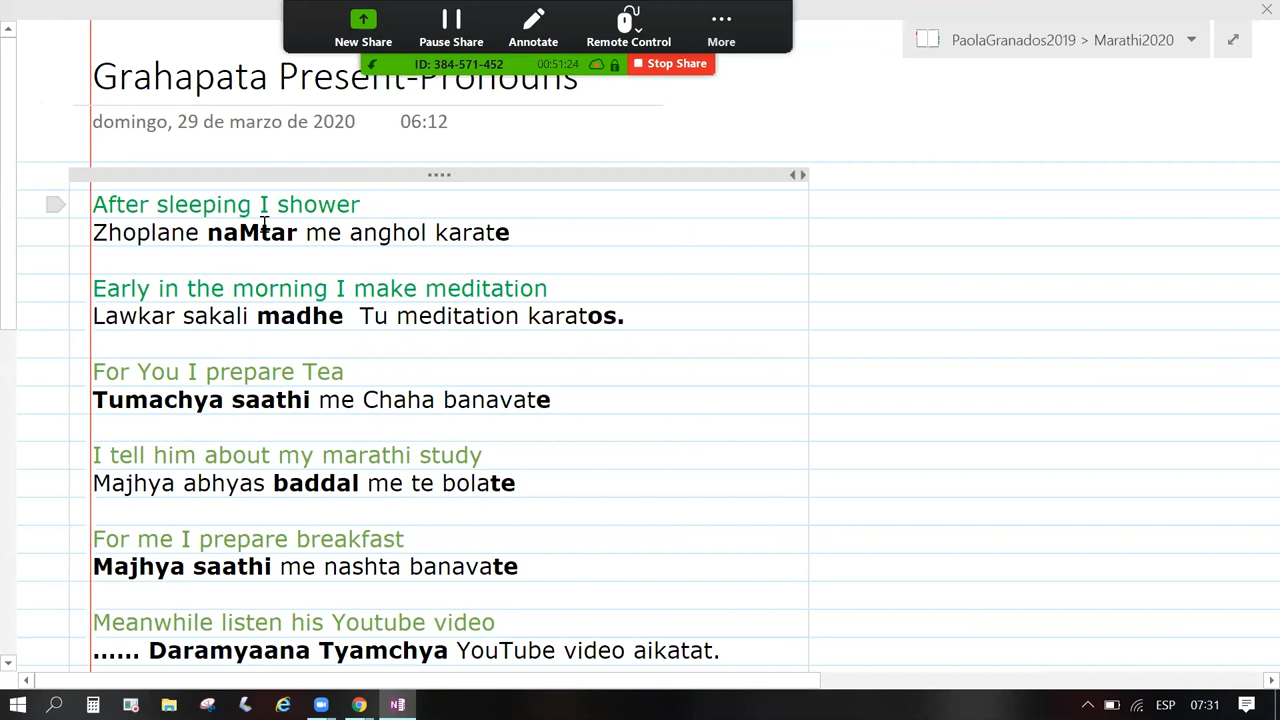 New Share
Pause Share
Annotate
Remote Control
More
ID: 384-571-452
00:51:24
Stop Share
PaolaGranados2019 > Marathi2020
Grahapata Present-Pronouns
domingo, 29 de marzo de 2020 06:12
After sleeping I shower
Zhoplane naMtar me anghol karate
Early in the morning I make meditation
Lawkar sakali madhe Tu meditation karatos.
For You I prepare Tea
Tumachya saathi me Chaha banavate
I tell him about my marathi study
Majhya abhyas baddal me te bolate
For me I prepare breakfast
Majhya saathi me nashta banavate
Meanwhile listen his Youtube video
...... Daramyaana Tyamchya YouTube video aikatat.
ESP
07:31